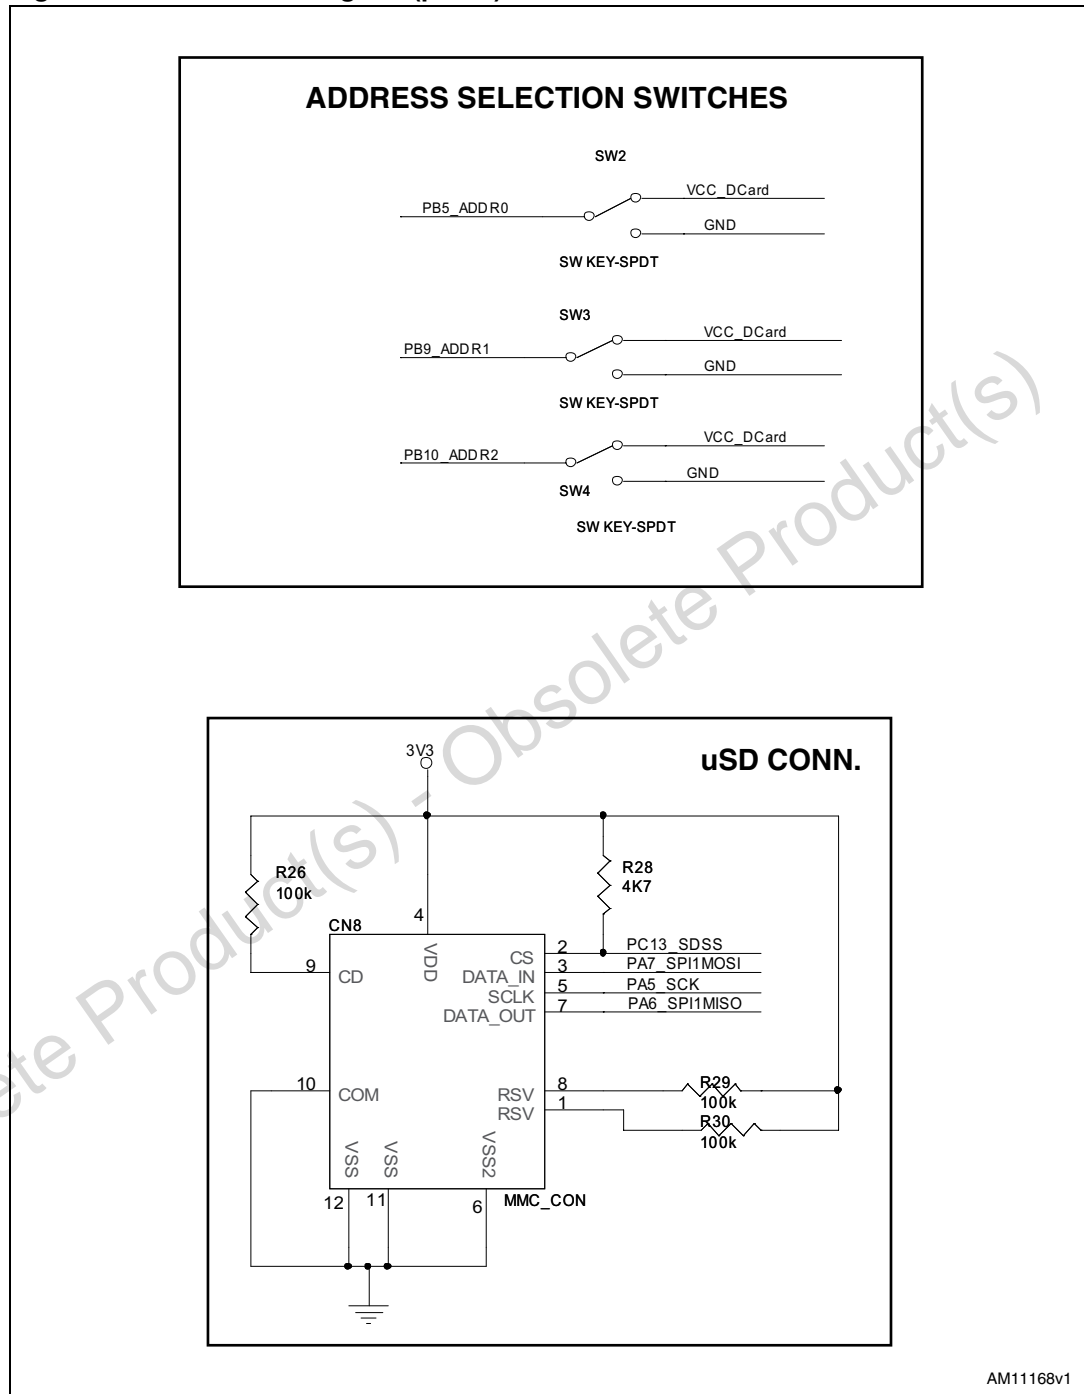 ADDRESS SELECTION SWITCHES
SW2
VCC_DCard
PB5_ADDR0
GND
SW KEY-SPDT
SW3
VCC_DCard
PB9_ADDR1
GND
SW KEY-SPDT
VCC_DCard
PB10_ADDR2
GND
SW4
SW KEY-SPDT
uSD CONN.
3V3
R26
100k
R28
4K7
4
CN8
VDD
9
CD
CS
2
PC13_SDSS
DATA_IN
3
PA7_SPI1MOSI
SCLK
5
PA5_SCK
DATA_OUT
7
PA6_SPI1MISO
10
COM
RSV
8
R29
100k
RSV
1
R30
100k
VSS
VSS
VSS2
12
11
6
MMC_CON
AM11168v1
ete Product(s) - Obsolete Product(s)